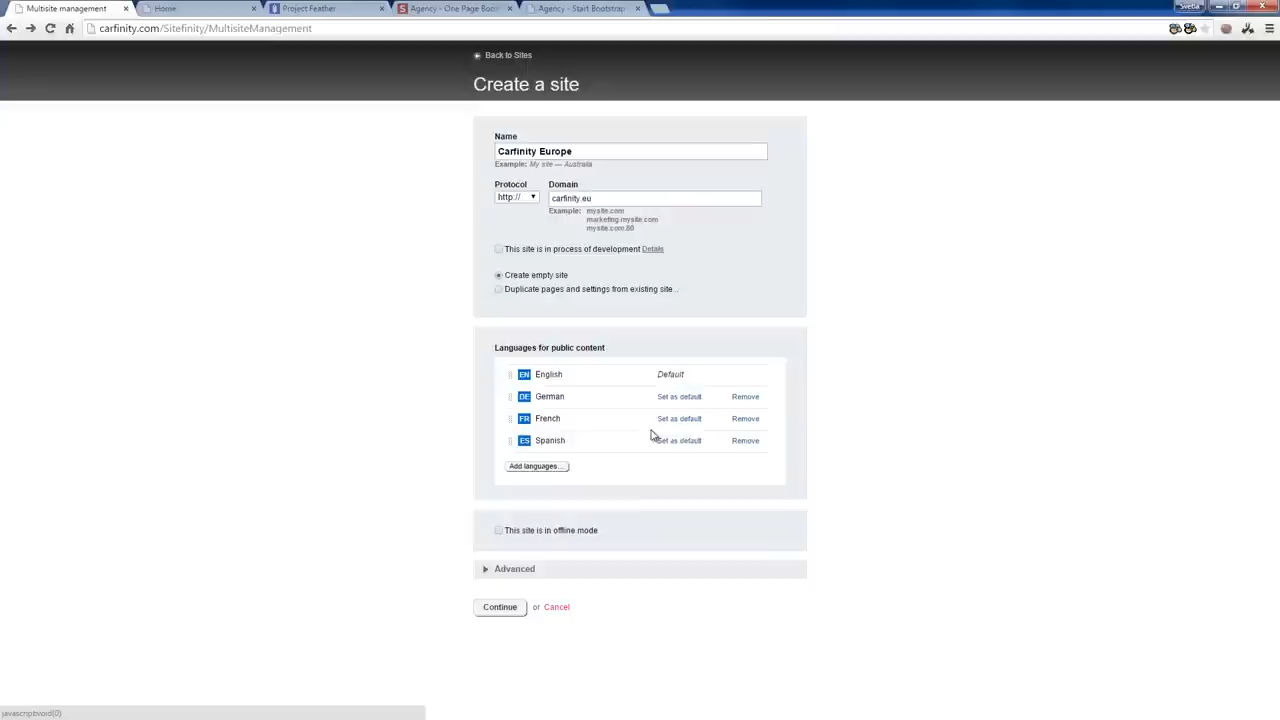 Multisite management
Home
Project Feather
Agency - One Page Boot
Agency - Start Bootstrap
Svetla
carfinity.com/Sitefinity/MultisiteManagement
Back to Sites
Create a site
Name
Carfinity Europe
Example: My site — Australia
Protocol Domain
http:// carfinity.eu
Example: mysite.com
marketing.mysite.com
mysite.com:80
This site is in process of development Details
Create empty site
Duplicate pages and settings from existing site...
Languages for public content
EN English Default
DE German Set as default Remove
FR French Set as default Remove
ES Spanish Set as default Remove
Add languages...
This site is in offline mode
Advanced
Continue or Cancel
javascript:void(0)